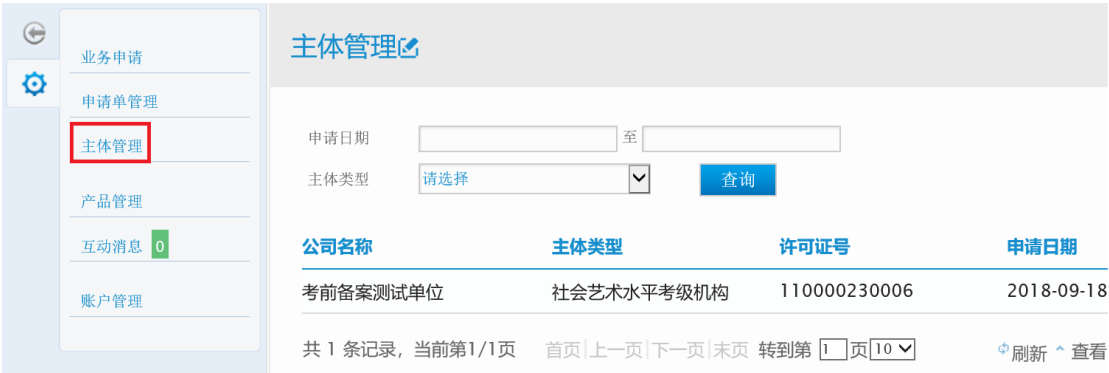 业务申请
申请单管理
主体管理
产品管理
互动消息 0
账户管理
主体管理
申请日期 至
主体类型 请选择 查询
公司名称 主体类型 许可证号 申请日期
考前备案测试单位 社会艺术水平考级机构 110000230006 2018-09-18
共 1 条记录，当前第1/1页 首页|上一页|下一页|末页 转到第 1 页 10 刷新 查看